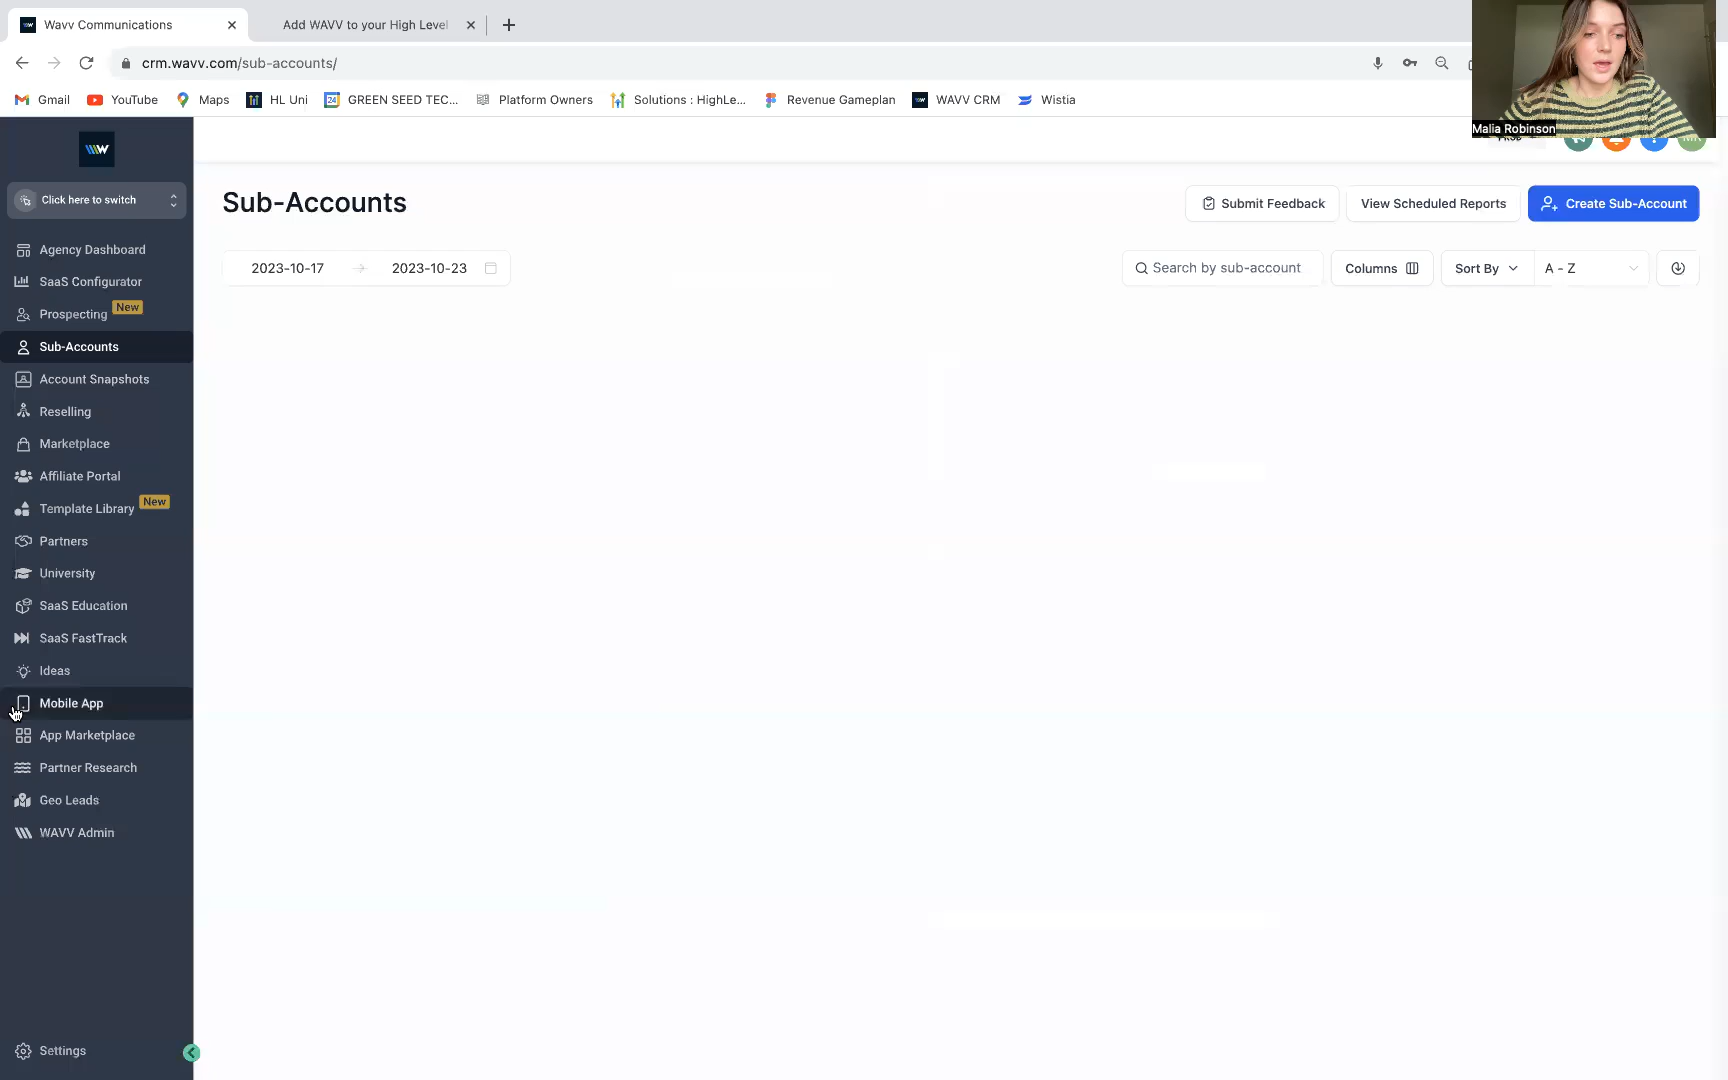 Wavv Communications
Add WAVV to your High Level
crm.wavv.com/sub-accounts/
Gmail
YouTube
Maps
HL Uni
24
GREEN SEED TEC...
Platform Owners
Solutions : HighLe...
Revenue Gameplan
WAVV CRM
Wistia
Malia Robinson
Click here to switch
Agency Dashboard
SaaS Configurator
Prospecting New
Sub-Accounts
Account Snapshots
Reselling
Marketplace
Affiliate Portal
Template Library New
Partners
University
SaaS Education
SaaS FastTrack
Ideas
Mobile App
App Marketplace
Partner Research
Geo Leads
WAVV Admin
Settings
Sub-Accounts
Submit Feedback
View Scheduled Reports
Create Sub-Account
2023-10-17
2023-10-23
Search by sub-account
Columns
Sort By
A - Z